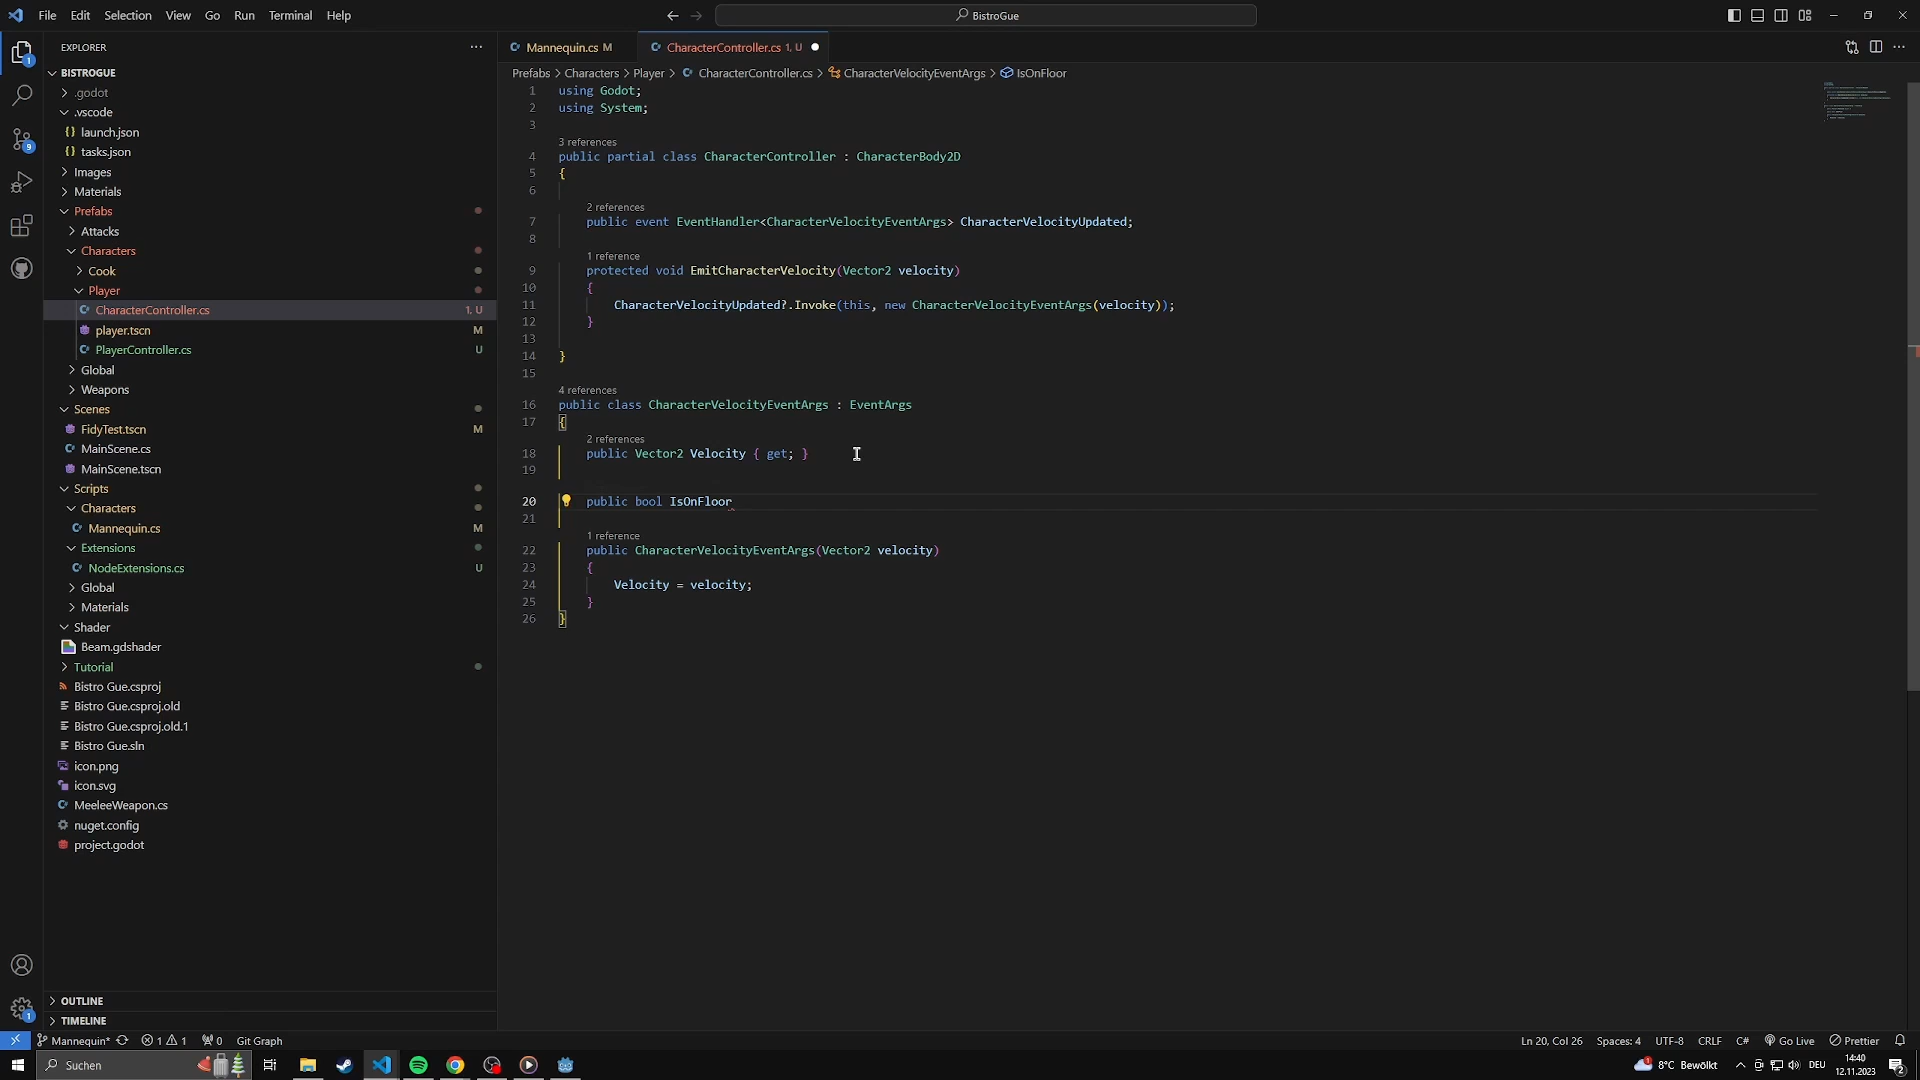 File Edit Selection View Go Run Terminal Help
BistroGue
EXPLORER
BISTROGUE
.godot
.vscode
launch.json
tasks.json
Images
Materials
Prefabs
Attacks
Characters
Cook
Player
CharacterController.cs 1, U
player.tscn M
PlayerController.cs U
Global
Weapons
Scenes
FidyTest.tscn M
MainScene.cs
MainScene.tscn
Scripts
Characters
Mannequin.cs M
Extensions
NodeExtensions.cs U
Global
Materials
Shader
Beam.gdshader
Tutorial
Bistro Gue.csproj
Bistro Gue.csproj.old
Bistro Gue.csproj.old.1
Bistro Gue.sln
icon.png
icon.svg
MeeleeWeapon.cs
nuget.config
project.godot
OUTLINE
TIMELINE
Mannequin.cs M CharacterController.cs 1, U
Prefabs > Characters > Player > CharacterController.cs > CharacterVelocityEventArgs > IsOnFloor
1 using Godot;
2 using System;
3
3 references
4 public partial class CharacterController : CharacterBody2D
5 {
6
2 references
7 public event EventHandler<CharacterVelocityEventArgs> CharacterVelocityUpdated;
8
1 reference
9 protected void EmitCharacterVelocity(Vector2 velocity)
10 {
11 CharacterVelocityUpdated?.Invoke(this, new CharacterVelocityEventArgs(velocity));
12 }
13
14 }
15
4 references
16 public class CharacterVelocityEventArgs : EventArgs
17 {
2 references
18 public Vector2 Velocity { get; }
19
20 public bool IsOnFloor
21
1 reference
22 public CharacterVelocityEventArgs(Vector2 velocity)
23 {
24 Velocity = velocity;
25 }
26 }
Mannequin* 1 1 0 Git Graph
Ln 20, Col 26 Spaces: 4 UTF-8 CRLF C# Go Live Prettier
Suchen
8°C Bewölkt DEU 14:40
12.11.2023